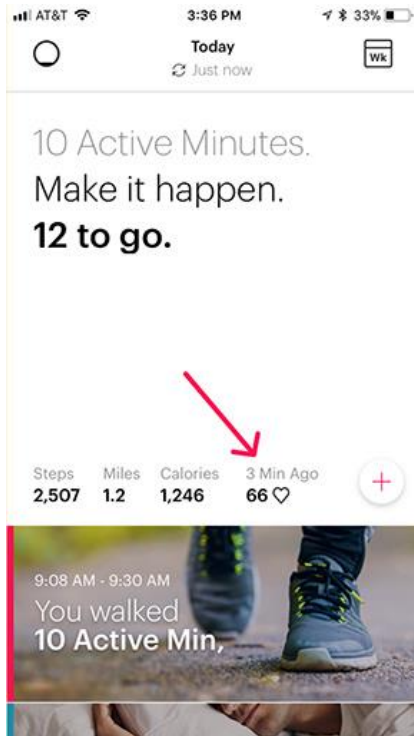 AT&T 3:36 PM 33%
Today
Just now
Wk
10 Active Minutes.
Make it happen.
12 to go.
Steps Miles Calories 3 Min Ago
2,507 1.2 1,246 66
9:08 AM - 9:30 AM
You walked
10 Active Min,